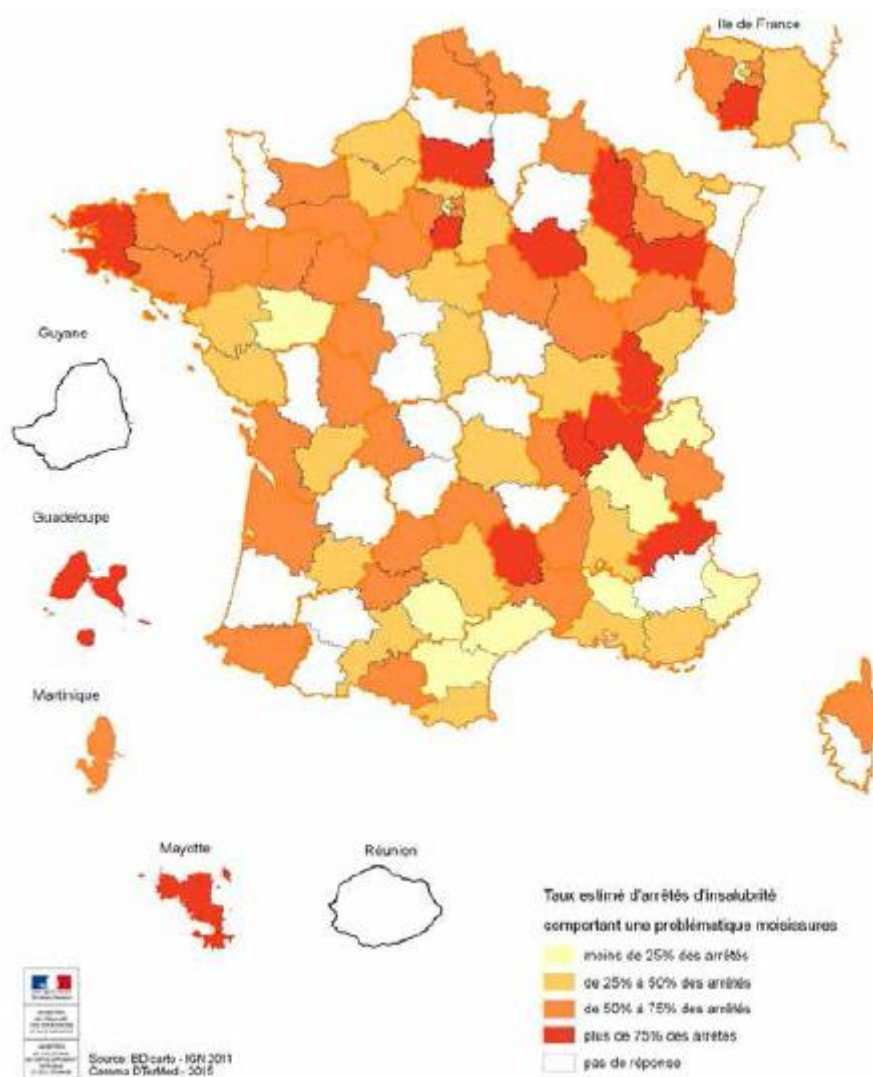 Ile de France
Guyane
Guadeloupe
Martinique
Mayotte
Réunion
Taux estimé d'arrêtés d'insalubrité
comportant une problématique moisissures
moins de 25% des arrêtés
de 25% à 50% des arrêtés
de 50% à 75% des arrêtés
plus de 75% des arrêtés
pas de réponse
Source: BDcarto - IGN 2011
2015